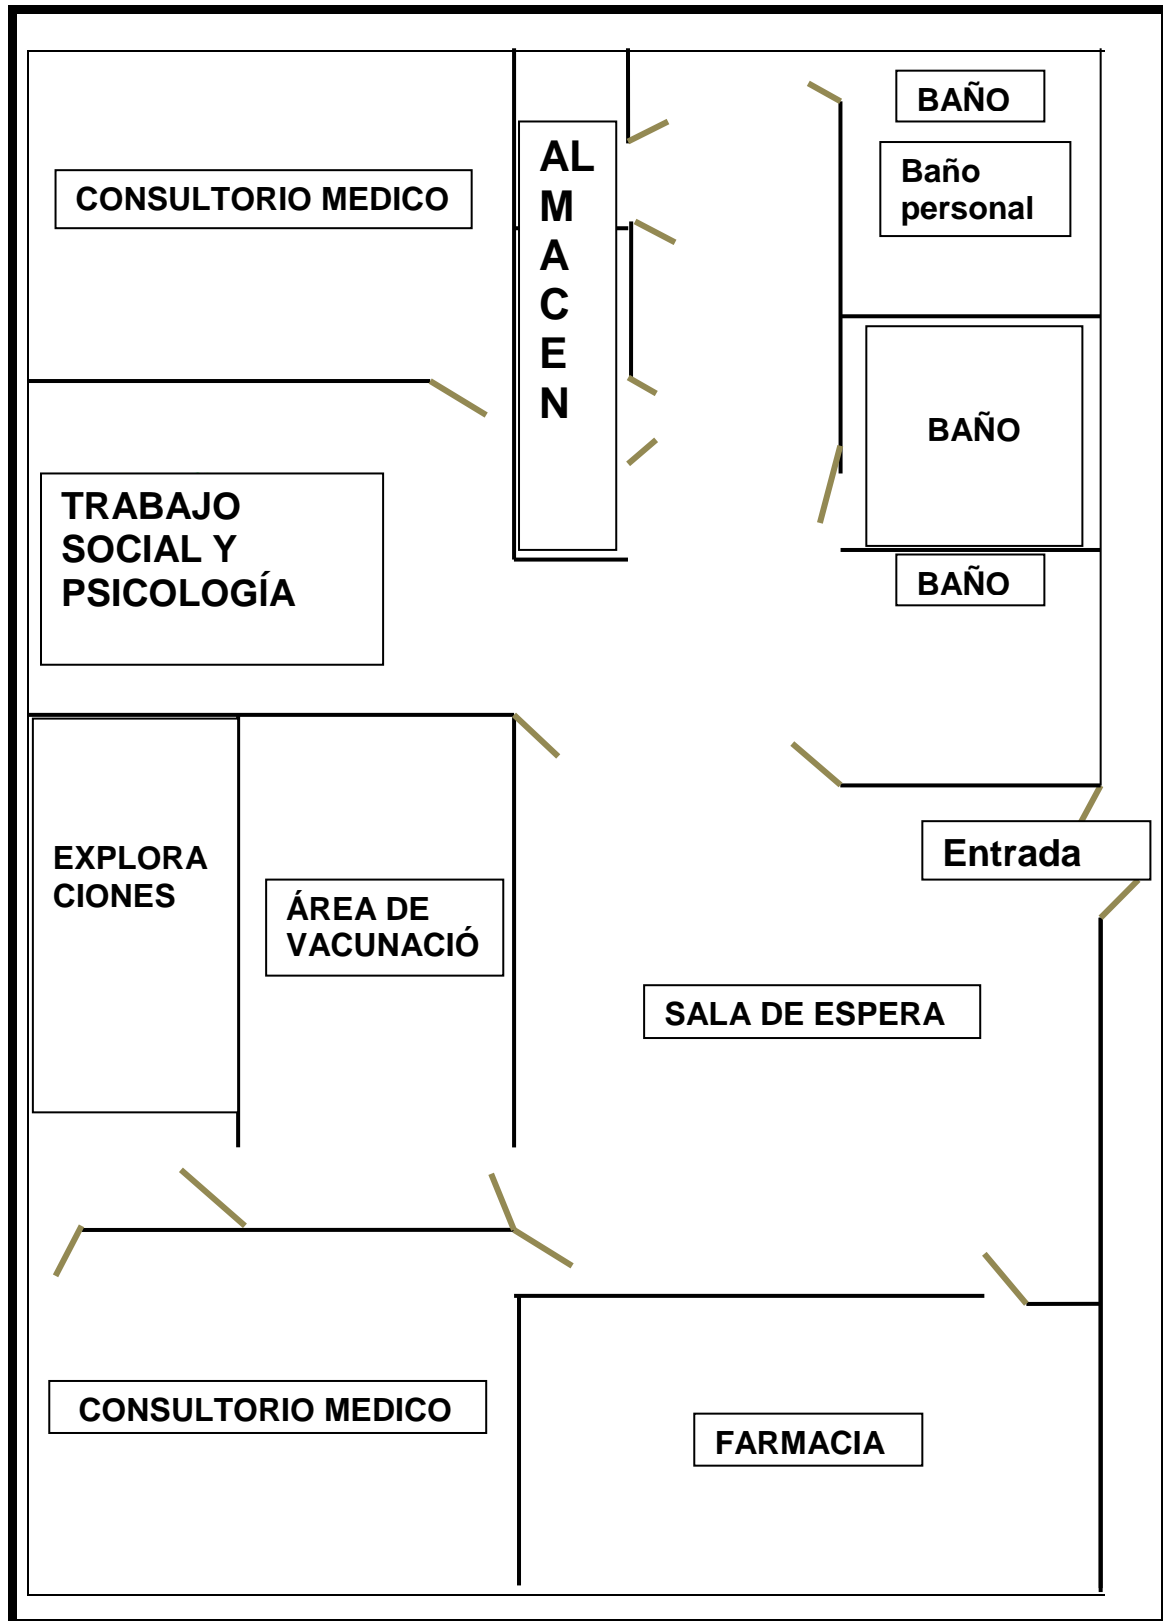 BAÑO
Baño
personal
CONSULTORIO MEDICO
AL
M
A
C
E
N
BAÑO
TRABAJO
SOCIAL Y
PSICOLOGÍA
BAÑO
Entrada
EXPLORA
CIONES
ÁREA DE
VACUNACIÓ
SALA DE ESPERA
CONSULTORIO MEDICO
FARMACIA